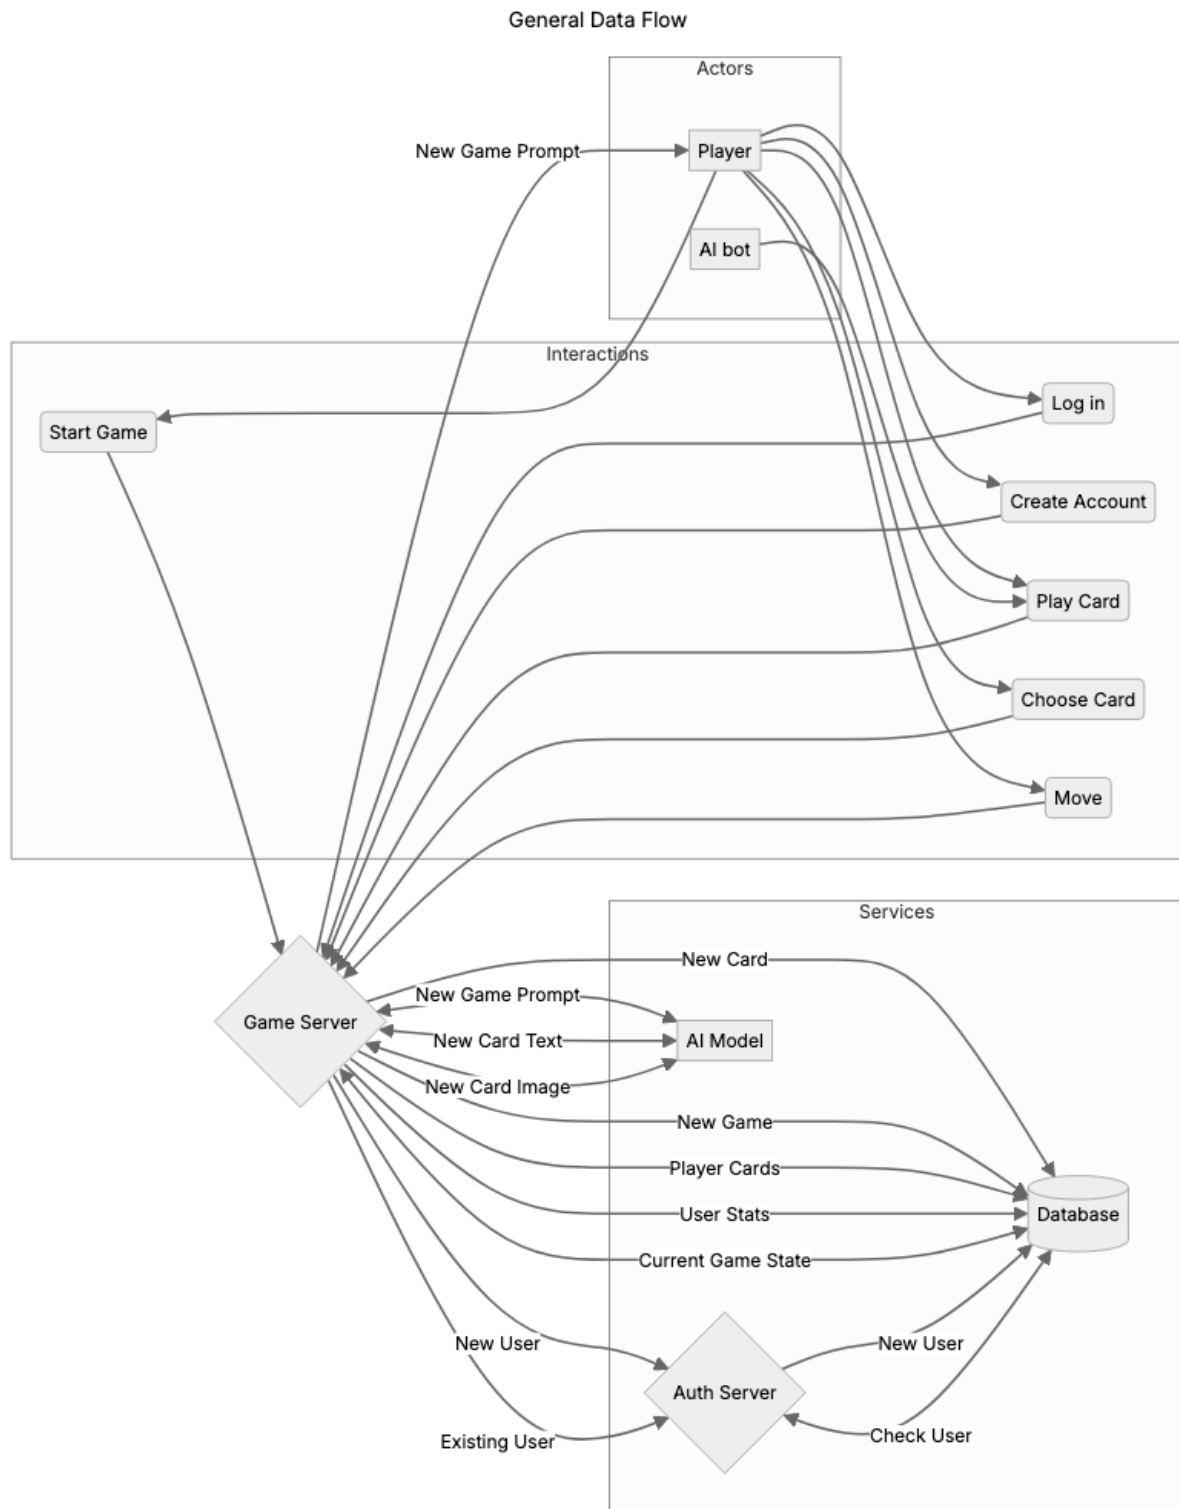 General Data Flow
Actors
New Game Prompt
Player
AI bot
Interactions
Start Game
Log in
Create Account
Play Card
Choose Card
Move
Services
New Card
New Game Prompt
Game Server
New Card Text
AI Model
New Card Image
New Game
Player Cards
User Stats
Database
Current Game State
New User
New User
Auth Server
Existing User
Check User